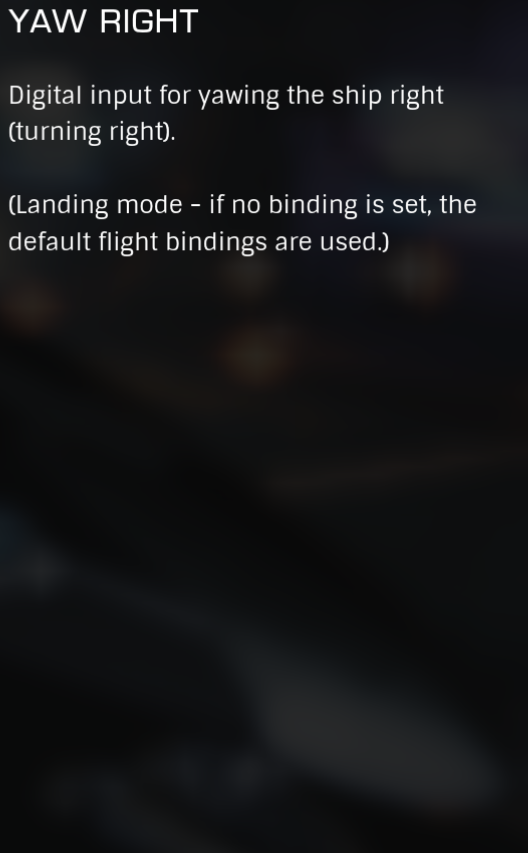 YAW RIGHT
Digital input for yawing the ship right
(turning right).
(Landing mode - if no binding is set, the
default flight bindings are used.)